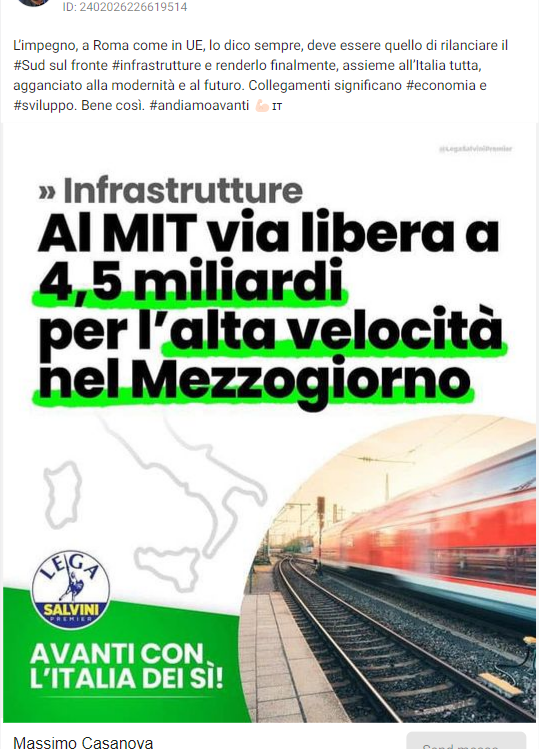 ID: 2402026226619514
L'impegno, a Roma come in UE, lo dico sempre, deve essere quello di rilanciare il
#Sud sul fronte #infrastrutture e renderlo finalmente, assieme all'Italia tutta,
agganciato alla modernità e al futuro. Collegamenti significano #economia e
#sviluppo. Bene così. #andiamoavanti 💪🏻 IT
@LegaSalviniPremier
» Infrastrutture
Al MIT via libera a
4,5 miliardi
per l'alta velocità
nel Mezzogiorno
LEGA
SALVINI
PREMIER
AVANTI CON
L'ITALIA DEI SÌ!
Massimo Casanova